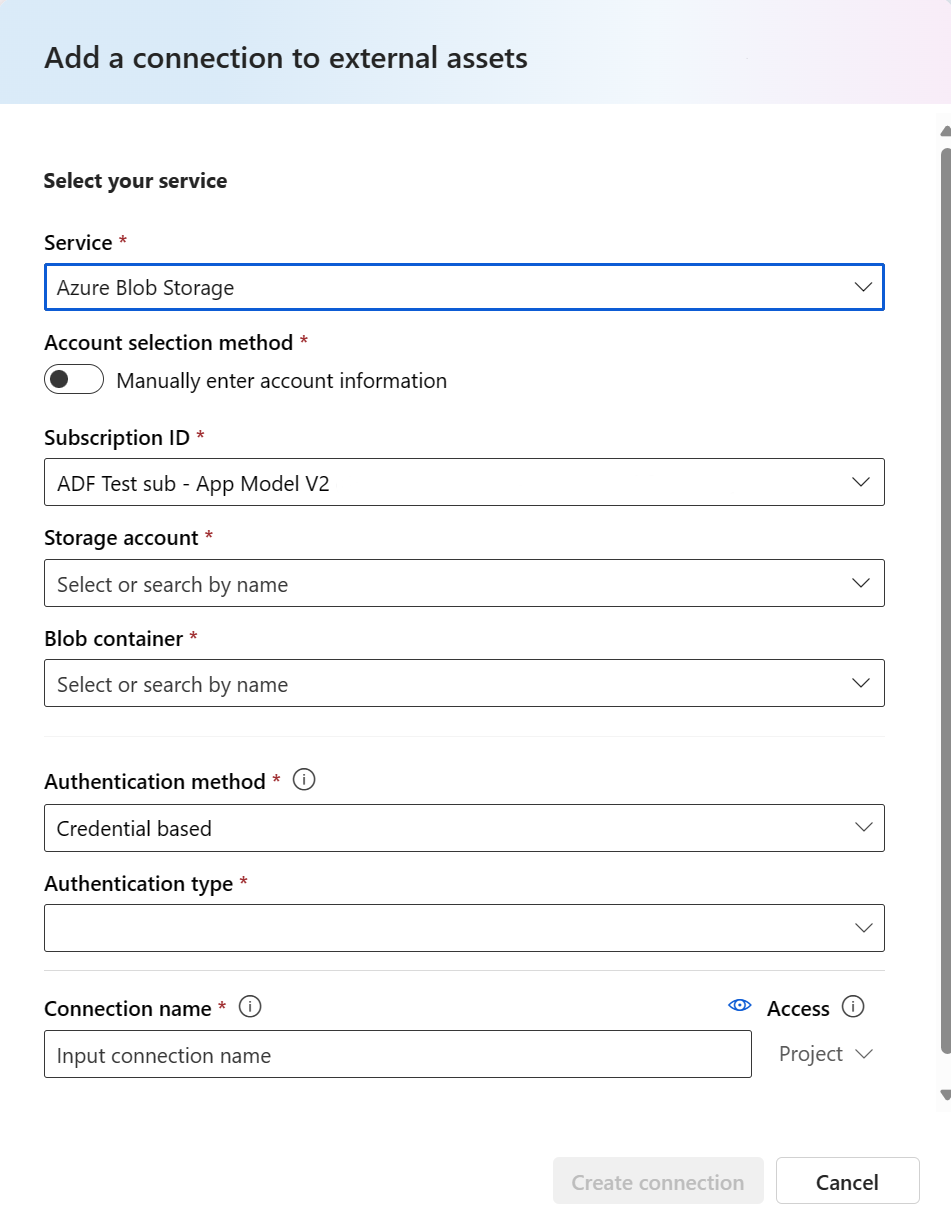 Add a connection to external assets
Select your service
Service *
Azure Blob Storage
Account selection method *
Manually enter account information
Subscription ID *
ADF Test sub - App Model V2
Storage account *
Select or search by name
Blob container *
Select or search by name
Authentication method *
Credential based
Authentication type *
Connection name * Access
Input connection name Project
Create connection Cancel